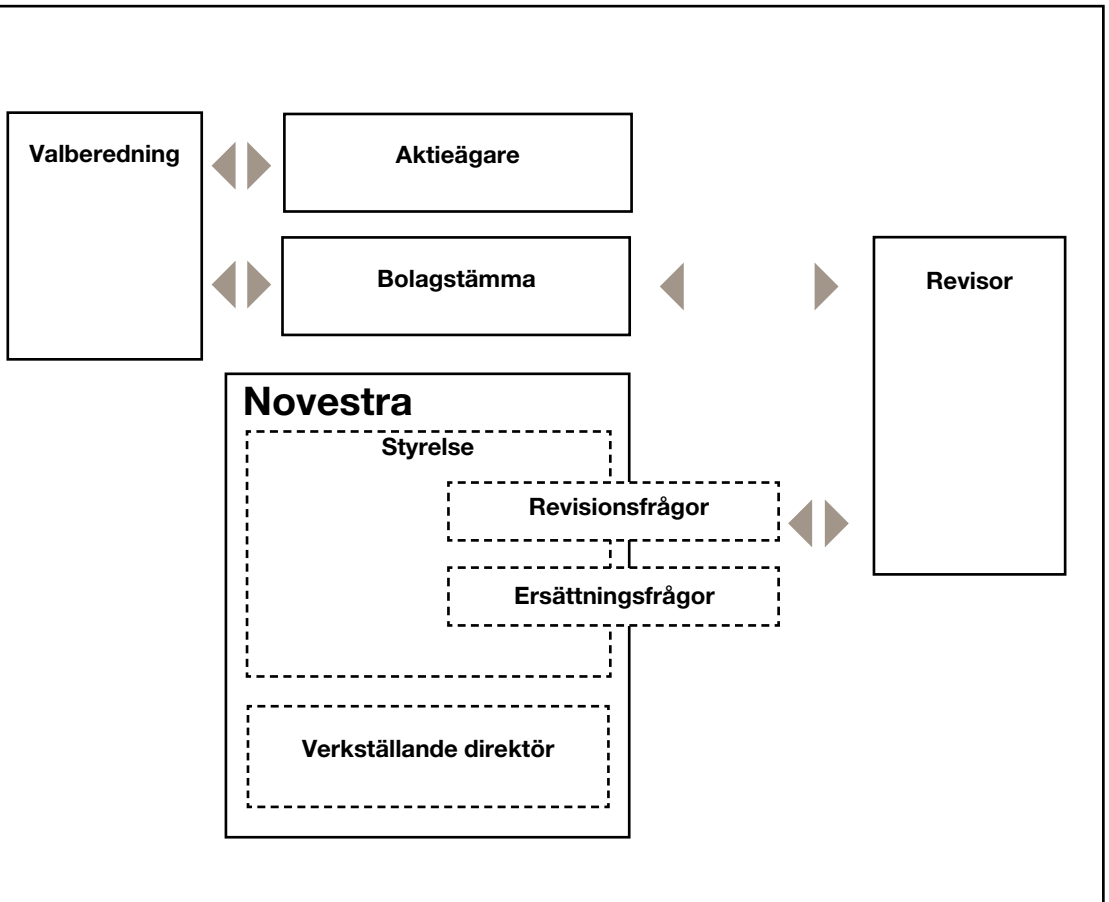 Valberedning
Aktieägare
Bolagstämma
Revisor
Novestra
Styrelse
Revisionsfrågor
Ersättningsfrågor
Verkställande direktör